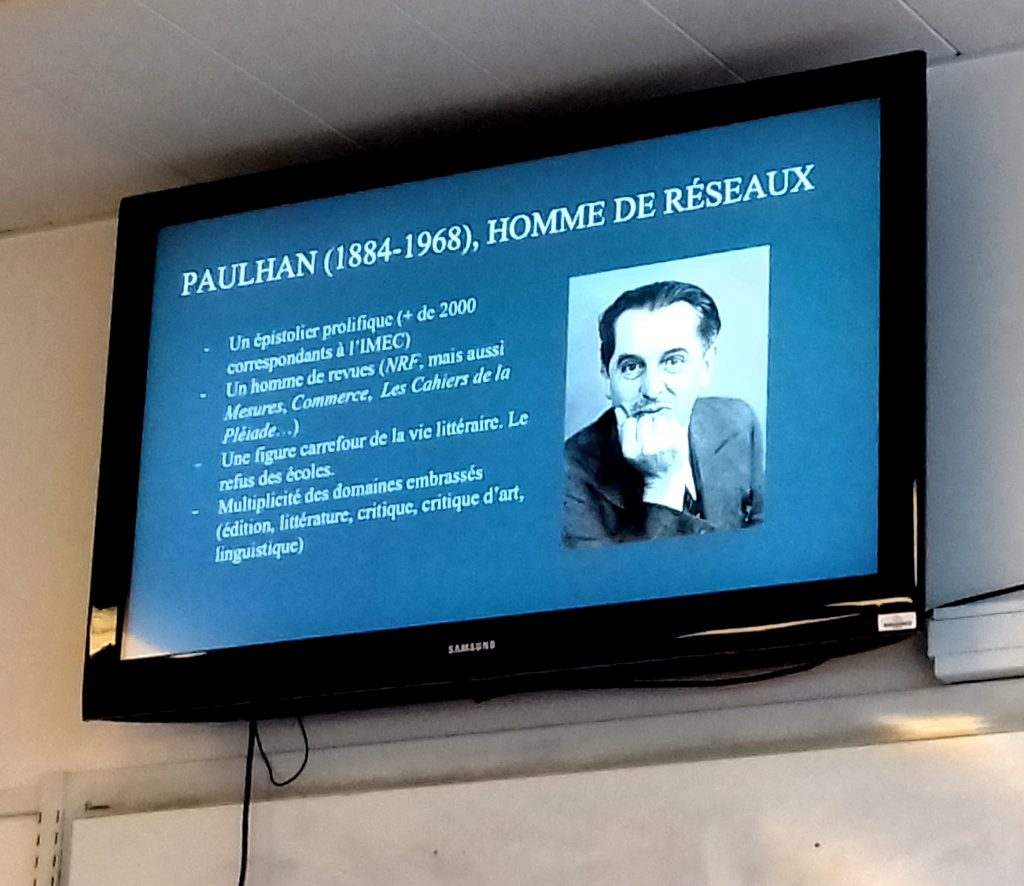 PAULHAN (1884-1968), HOMME DE RÉSEAUX
- Un épistolier prolifique (+ de 2000
correspondants à l'IMEC)
- Un homme de revues (NRF, mais aussi
Mesures, Commerce, Les Cahiers de la
Pléiade…)
- Une figure carrefour de la vie littéraire. Le
refus des écoles.
- Multiplicité des domaines embrassés
(édition, littérature, critique, critique d'art,
linguistique)
SAMSUNG